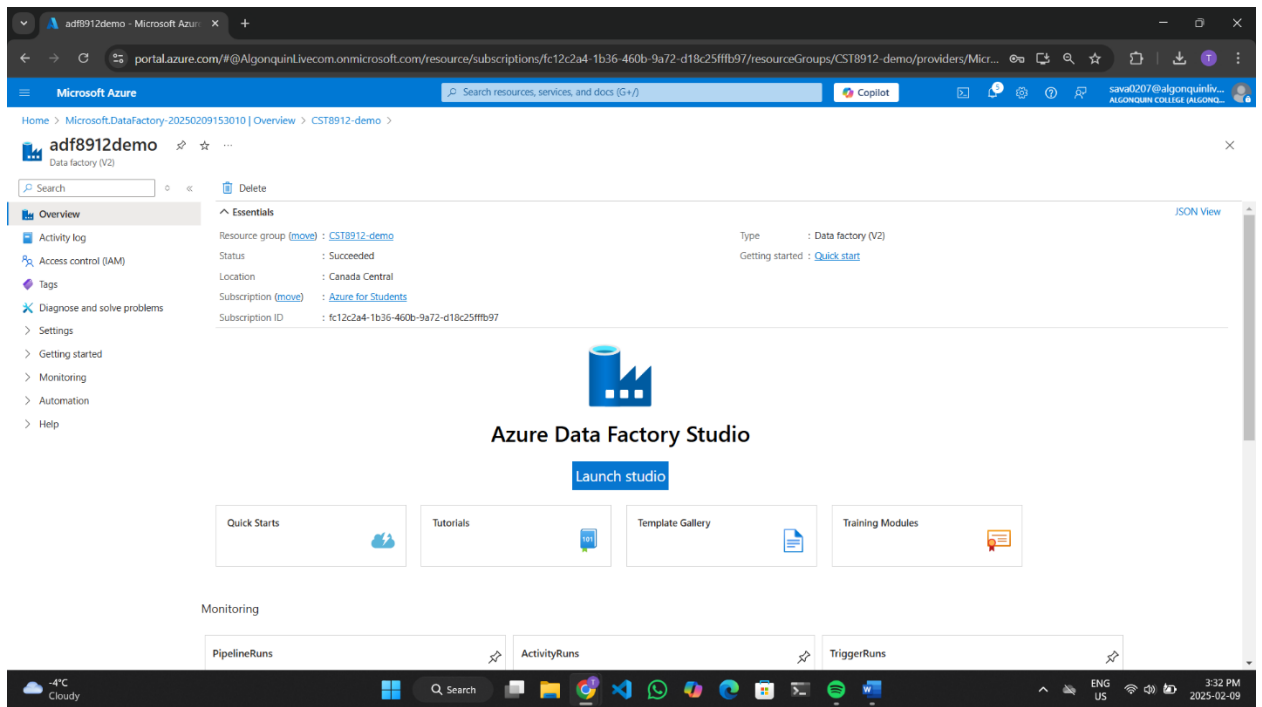 adf8912demo - Microsoft Azure
portal.azure.com/#@AlgonquinLivecom.onmicrosoft.com/resource/subscriptions/fc12c2a4-1b36-460b-9a72-d18c25fffb97/resourceGroups/CST8912-demo/providers/Micr...
T
Microsoft Azure
Search resources, services, and docs (G+/)
Copilot
5
sava0207@algonquinliv...
ALGONQUIN COLLEGE (ALGONQ...
Home > Microsoft.DataFactory-20250209153010 | Overview > CST8912-demo >
adf8912demo
Data factory (V2)
Search
Delete
Overview
Activity log
Access control (IAM)
Tags
Diagnose and solve problems
Settings
Getting started
Monitoring
Automation
Help
Essentials
JSON View
Resource group (move) : CST8912-demo
Status : Succeeded
Location : Canada Central
Subscription (move) : Azure for Students
Subscription ID : fc12c2a4-1b36-460b-9a72-d18c25fffb97
Type : Data factory (V2)
Getting started : Quick start
Azure Data Factory Studio
Launch studio
Quick Starts
Tutorials
101
Template Gallery
Training Modules
Monitoring
PipelineRuns
ActivityRuns
TriggerRuns
-4°C
Cloudy
Search
ENG
US
3:32 PM
2025-02-09